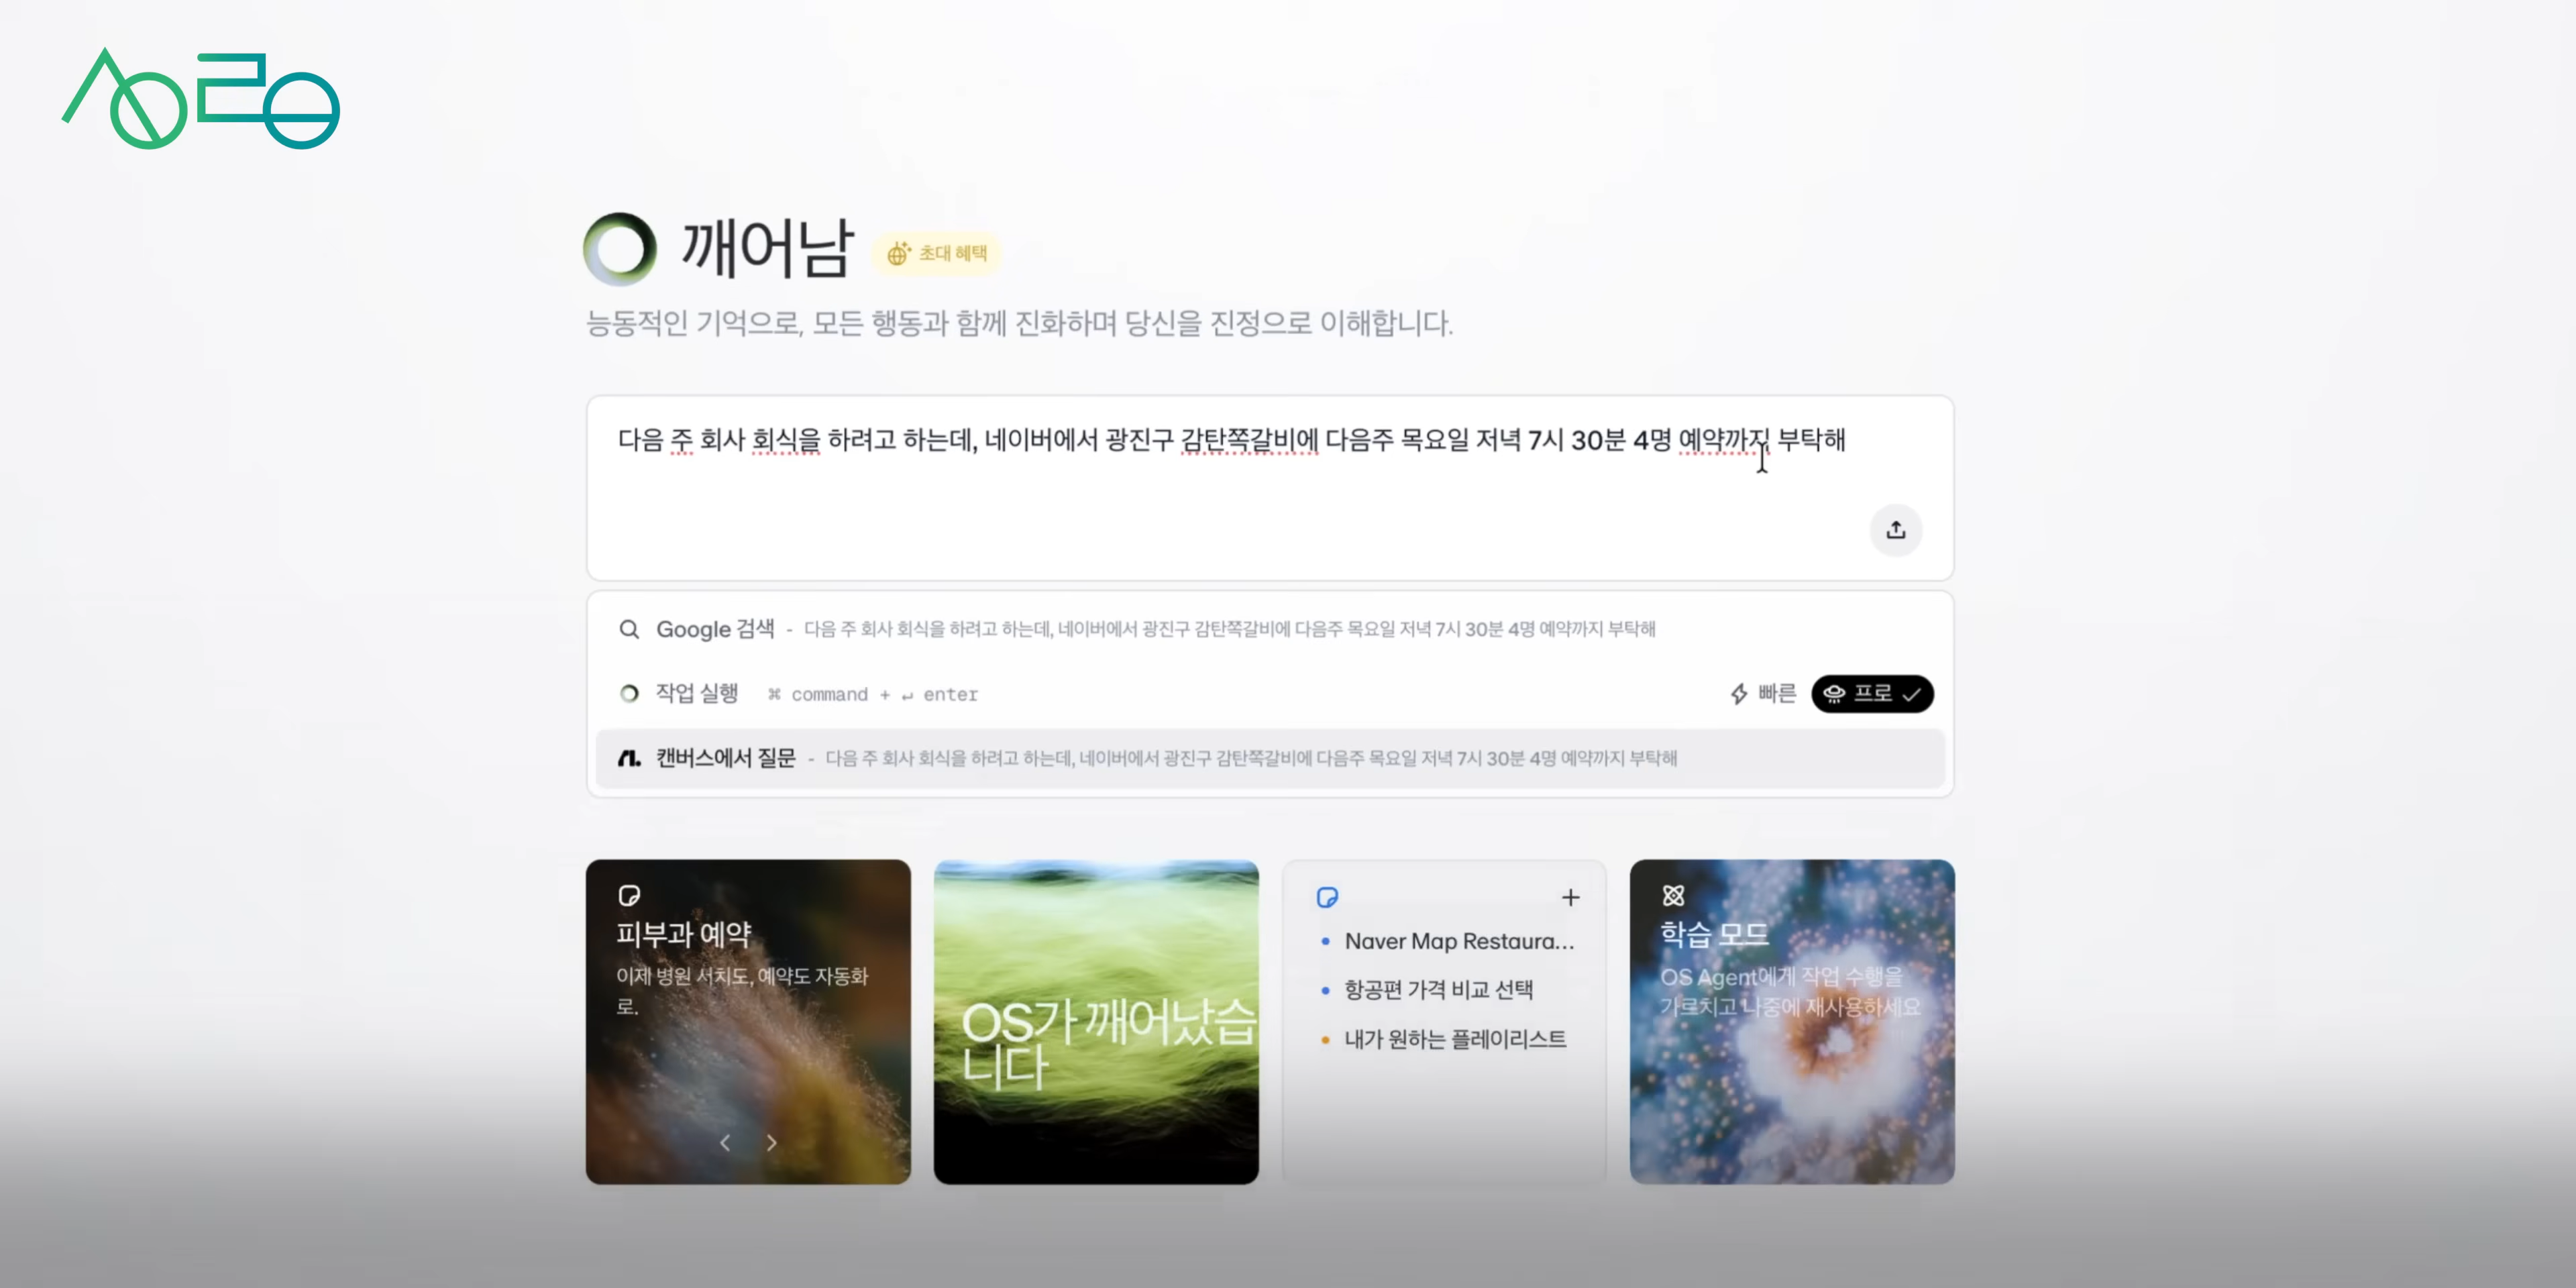 깨어남
초대 혜택
능동적인 기억으로, 모든 행동과 함께 진화하며 당신을 진정으로 이해합니다.
다음 주 회사 회식을 하려고 하는데, 네이버에서 광진구 감탄쪽갈비에 다음주 목요일 저녁 7시 30분 4명 예약까지 부탁해
Google 검색 - 다음 주 회사 회식을 하려고 하는데, 네이버에서 광진구 감탄쪽갈비에 다음주 목요일 저녁 7시 30분 4명 예약까지 부탁해
작업 실행 ⌘ command + ↵ enter 빠른 프로
캔버스에서 질문 - 다음 주 회사 회식을 하려고 하는데, 네이버에서 광진구 감탄쪽갈비에 다음주 목요일 저녁 7시 30분 4명 예약까지 부탁해
피부과 예약
이제 병원 서치도, 예약도 자동화
로.
OS가 깨어났습
니다
Naver Map Restaura...
항공편 가격 비교 선택
내가 원하는 플레이리스트
학습 모드
OS Agent에게 작업 수행을
가르치고 나중에 재사용하세요